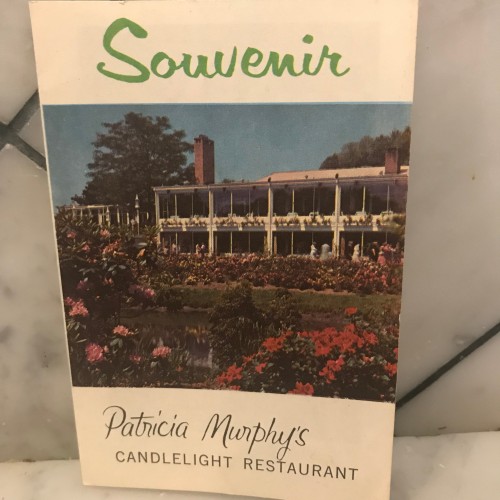 Souvenir
Patricia Murphy's
CANDLELIGHT RESTAURANT